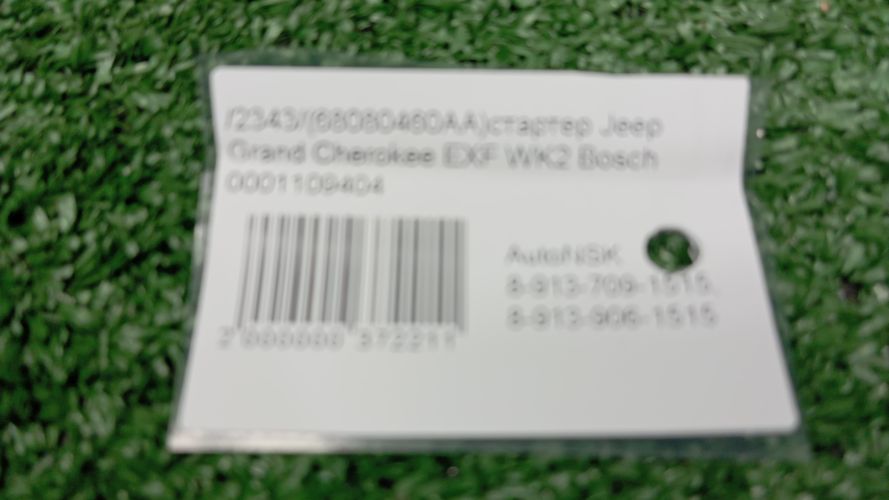 /2343/(68080460AA)стартер Jeep
Grand Cherokee EXF WK2 Bosch
0001109404
AutoNSK
8-913-709-1515,
8-913-906-1515
2 000000 372211